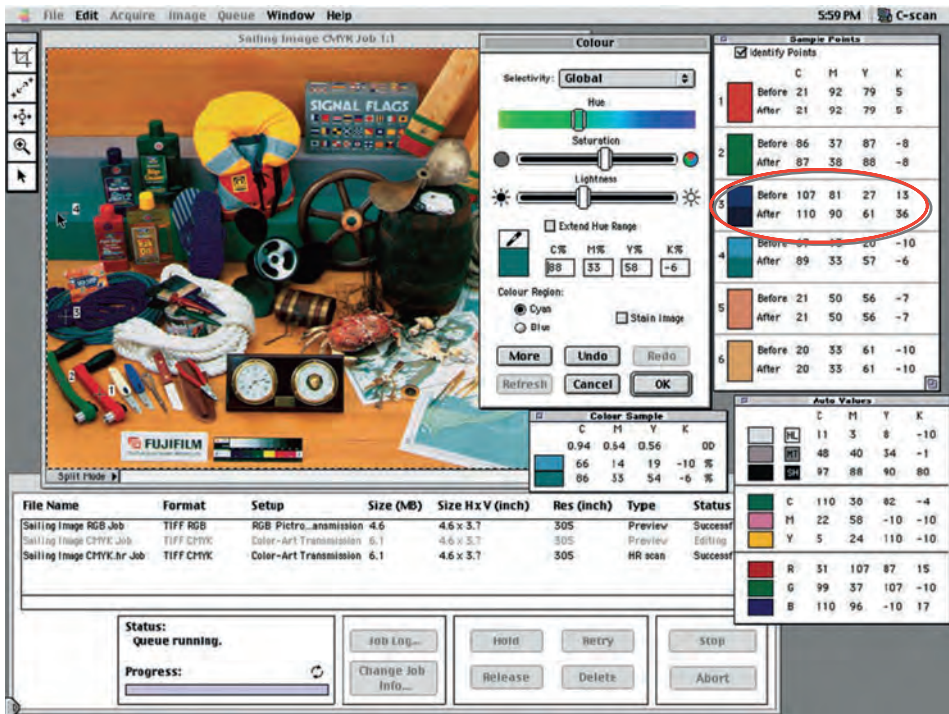 File Edit Acquire Image Queue Window Help 5:59 PM C-scan
Sailing Image CMYK Job 1:1
SIGNAL FLAGS
4
3
2
1
FUJIFILM
Split Mode
Colour
Selectivity: Global
Hue
Saturation
Lightness
Extend Hue Range
C% M% Y% K%
88 33 58 -6
Colour Region:
Cyan
Blue
Stain Image
More Undo Redo
Refresh Cancel OK
Sample Points
Identify Points
C M Y K
1 Before 21 92 79 5
After 21 92 79 5
2 Before 86 37 87 -8
After 87 38 88 -8
3 Before 107 81 27 13
After 110 90 61 36
4 Before 20 -10
After 89 33 57 -6
5 Before 21 50 56 -7
After 21 50 56 -7
6 Before 20 33 61 -10
After 20 33 61 -10
Colour Sample
C M Y K
0.94 0.64 0.56 OD
66 14 19 -10 %
86 33 54 -6 %
Auto Values
C M Y K
HL 11 3 8 -10
MT 48 40 34 -1
SH 97 88 90 80
C 110 38 82 -4
M 22 58 -10 -10
Y 5 24 110 -10
R 31 107 87 15
G 99 37 107 -10
B 110 96 -10 17
File Name Format Setup Size (MB) Size H x V (inch) Res (inch) Type Status
Sailing Image RGB Job TIFF RGB RGB Pictro...ansmission 4.6 4.6 x 3.7 305 Preview Successf
Sailing Image CMYK Job TIFF CMYK Color-Art Transmission 6.1 4.6 x 3.7 305 Preview Editing
Sailing Image CMYK.hr Job TIFF CMYK Color-Art Transmission 6.1 4.6 x 3.7 305 HR scan Successf
Status:
Queue running.
Progress:
Job Log...
Change Job
Info...
Hold Retry
Release Delete
Stop
Abort